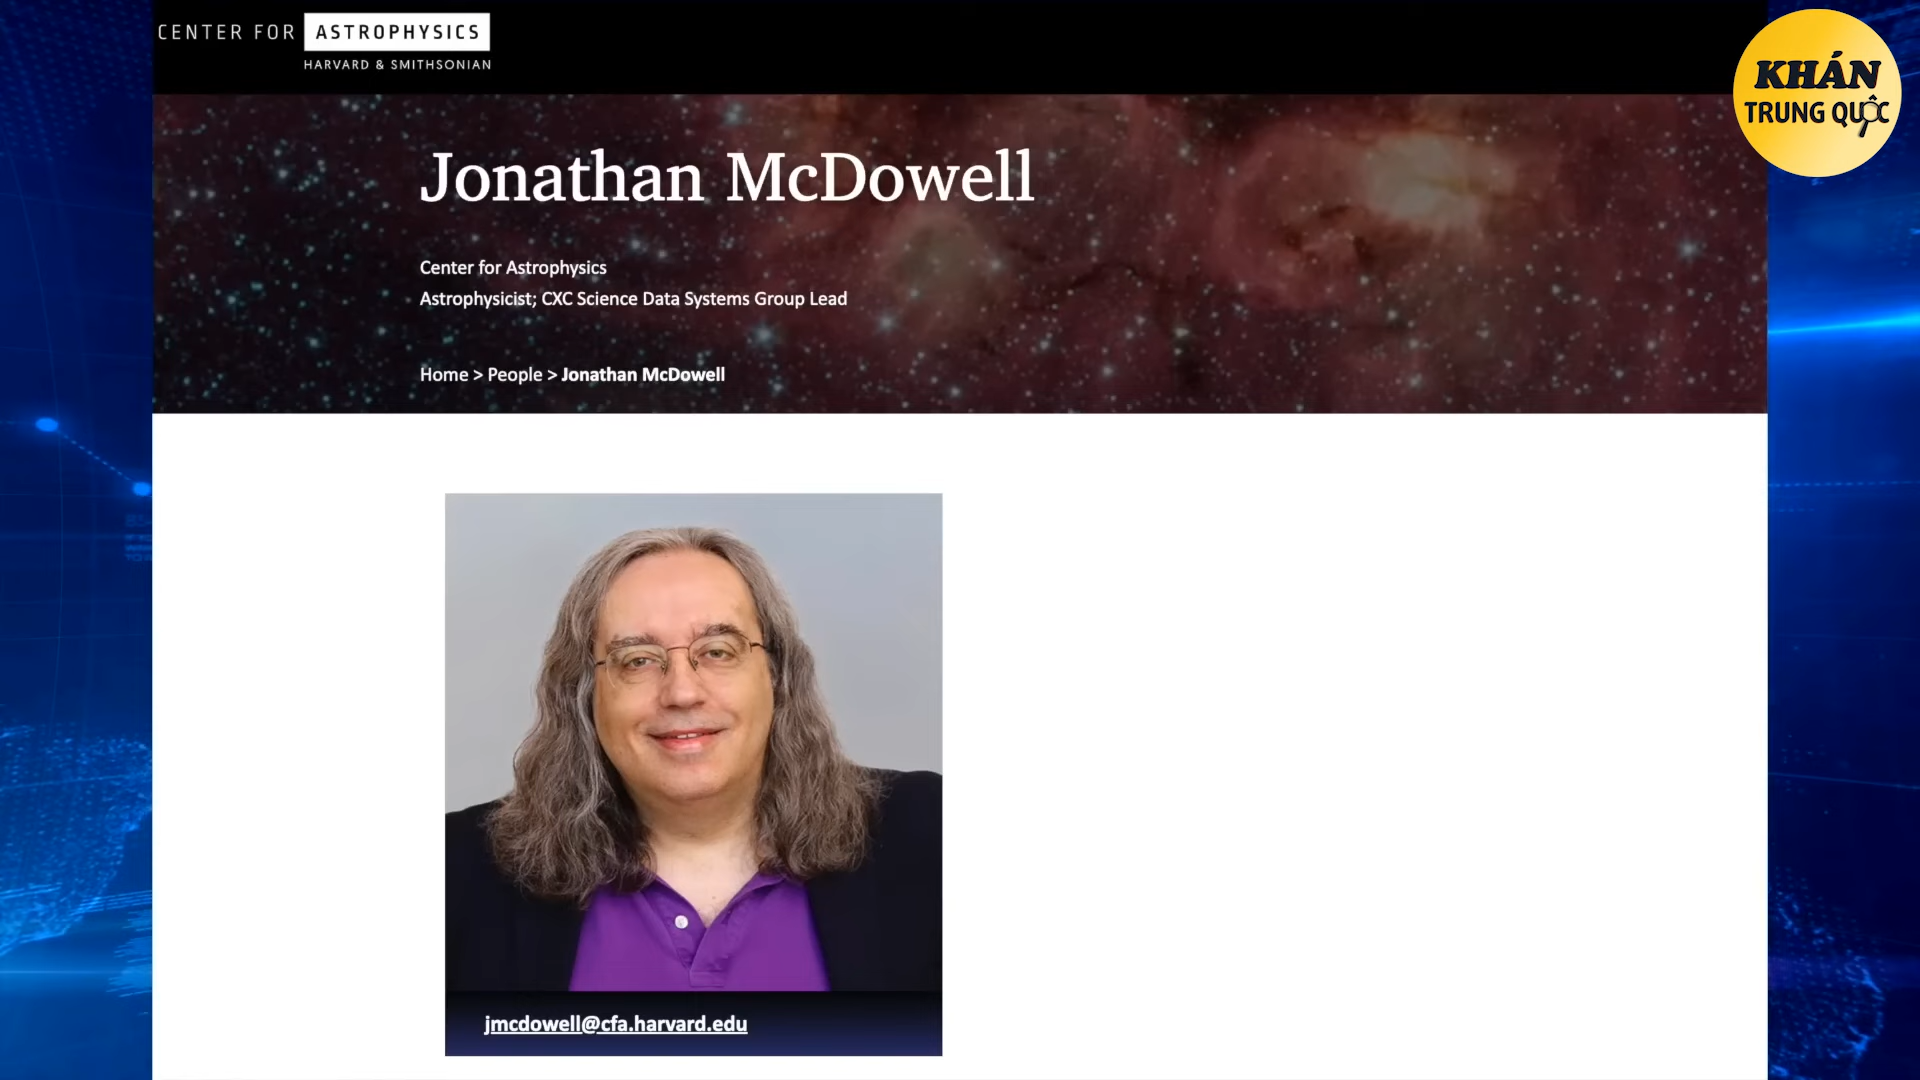 CENTER FOR ASTROPHYSICS
HARVARD & SMITHSONIAN
KHÁN
TRUNG QUỐC
Jonathan McDowell
Center for Astrophysics
Astrophysicist; CXC Science Data Systems Group Lead
Home > People > Jonathan McDowell
jmcdowell@cfa.harvard.edu